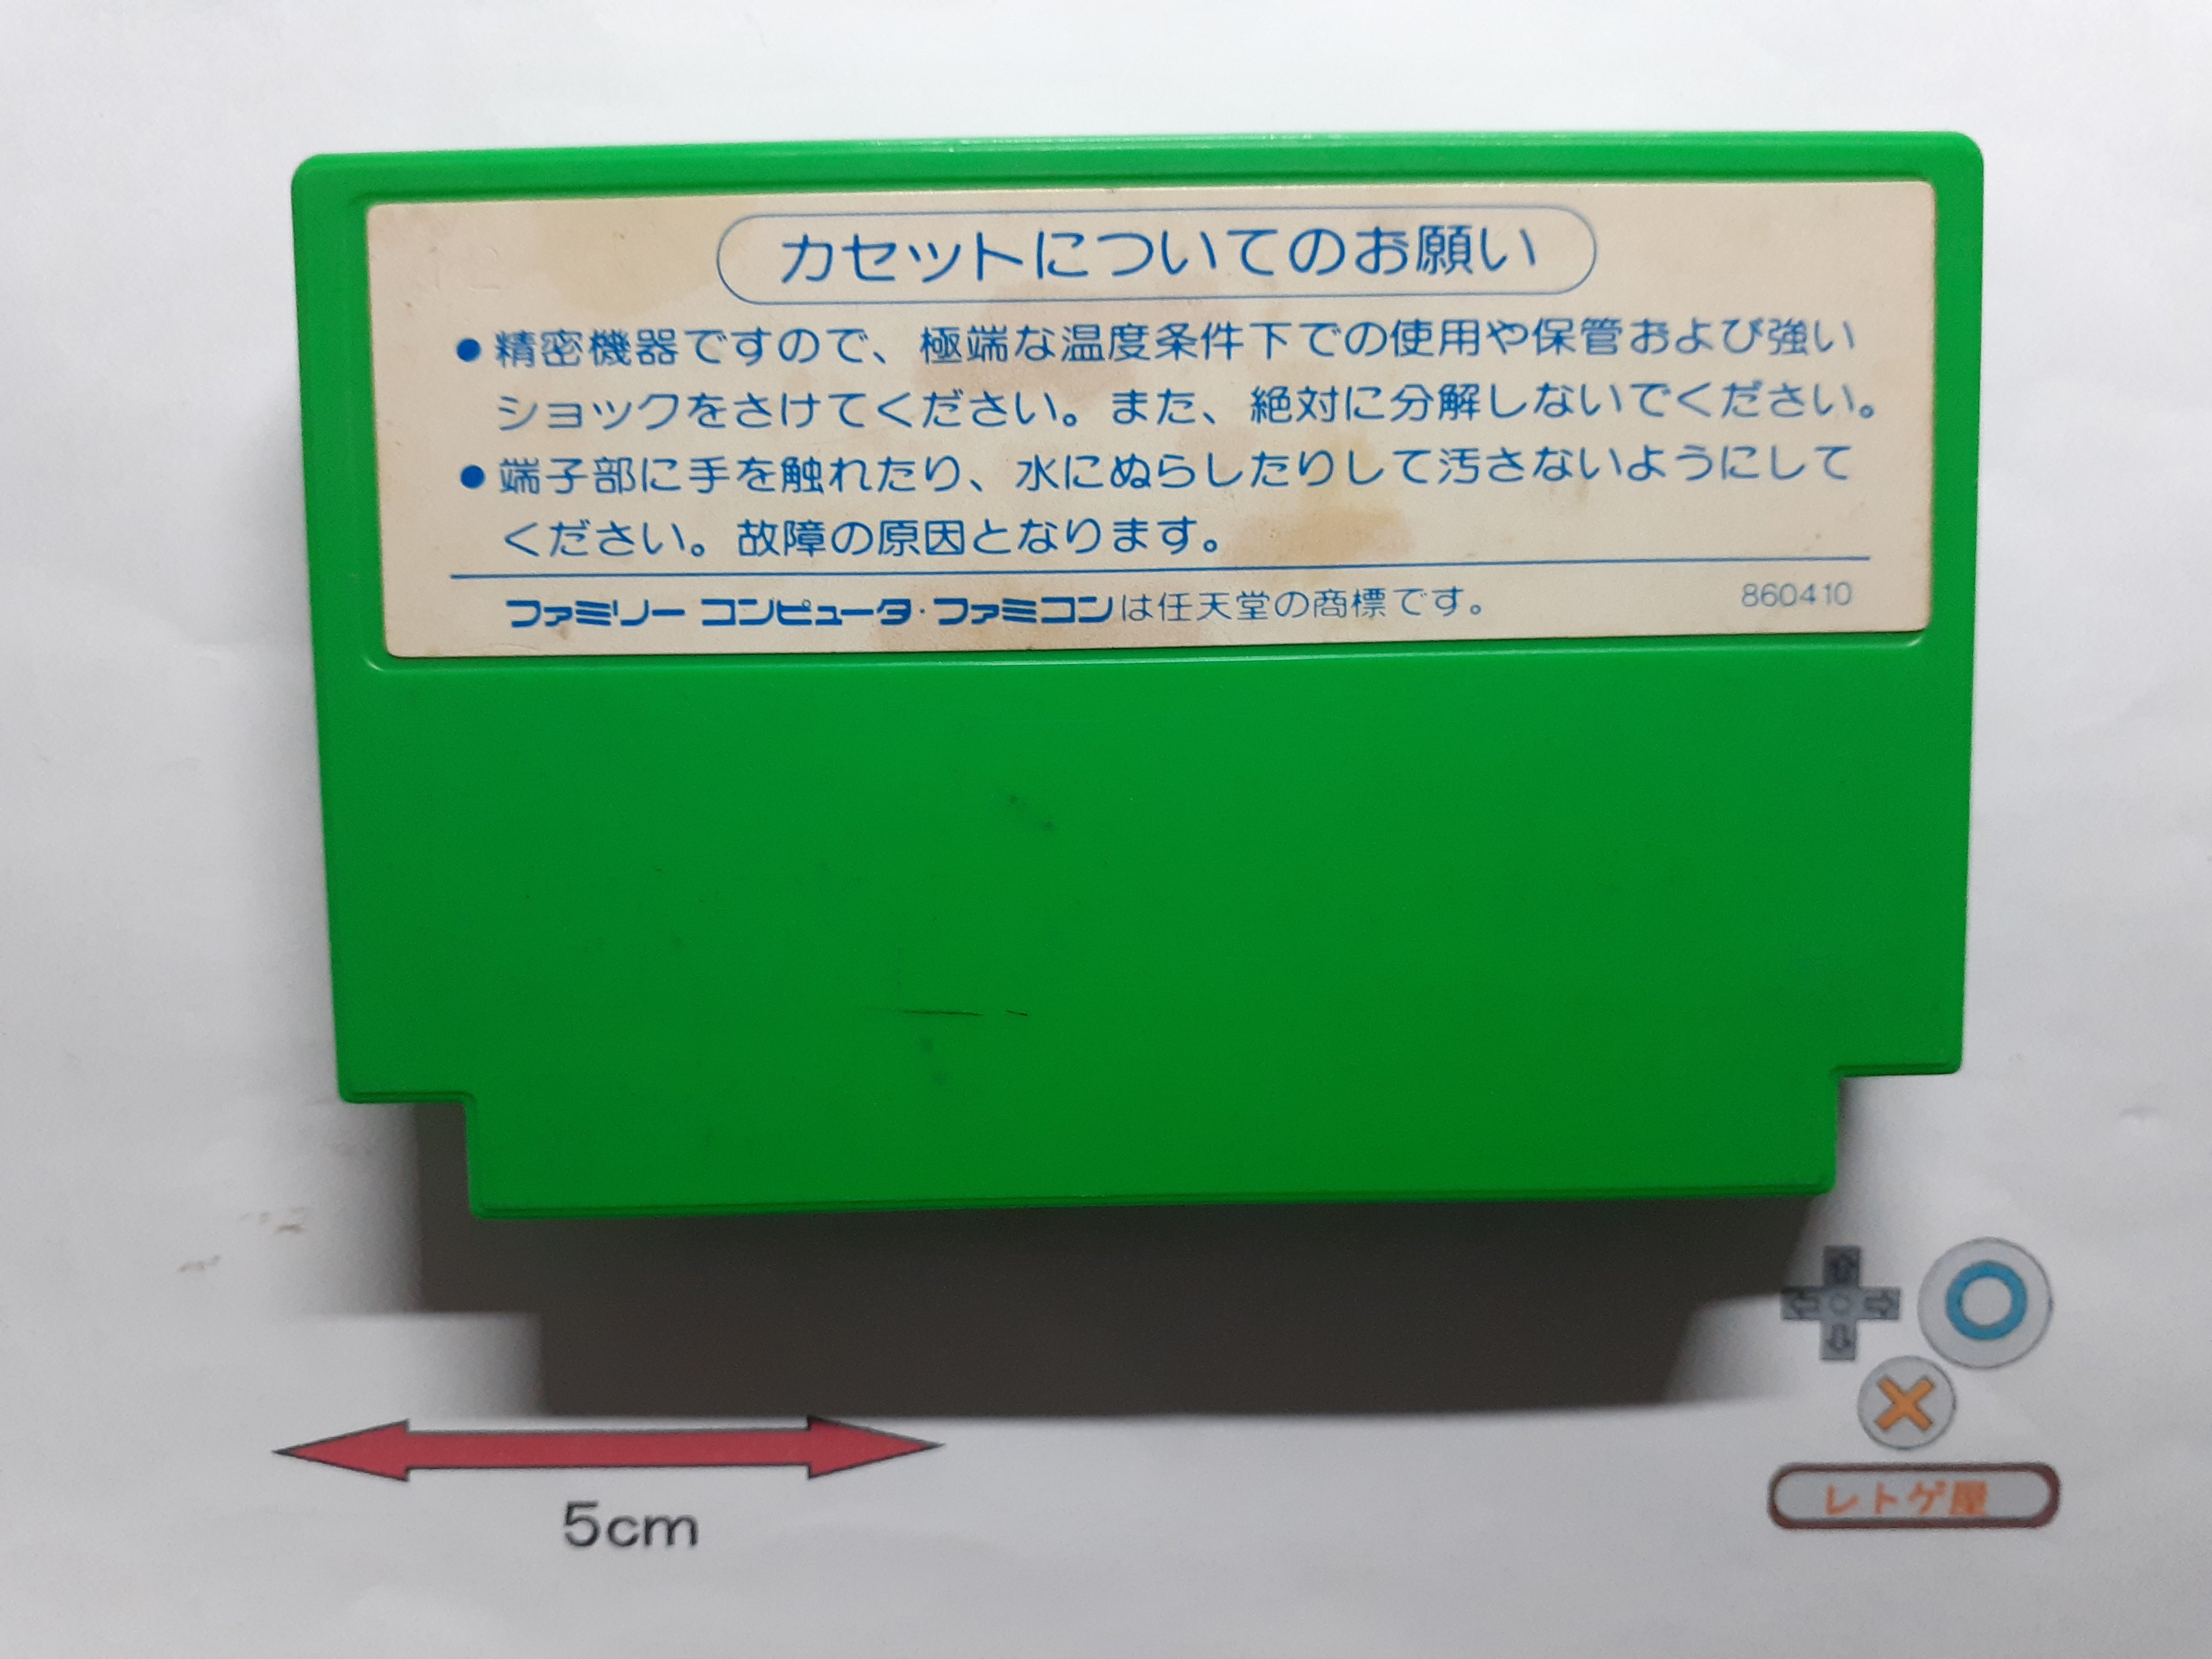 カセットについてのお願い
●精密機器ですので、極端な温度条件下での使用や保管および強い
ショックをさけてください。また、絶対に分解しないでください。
●端子部に手を触れたり、水にぬらしたりして汚さないようにして
ください。故障の原因となります。
ファミリー コンピュータ・ファミコンは任天堂の商標です。 860410
5cm
レトゲ屋